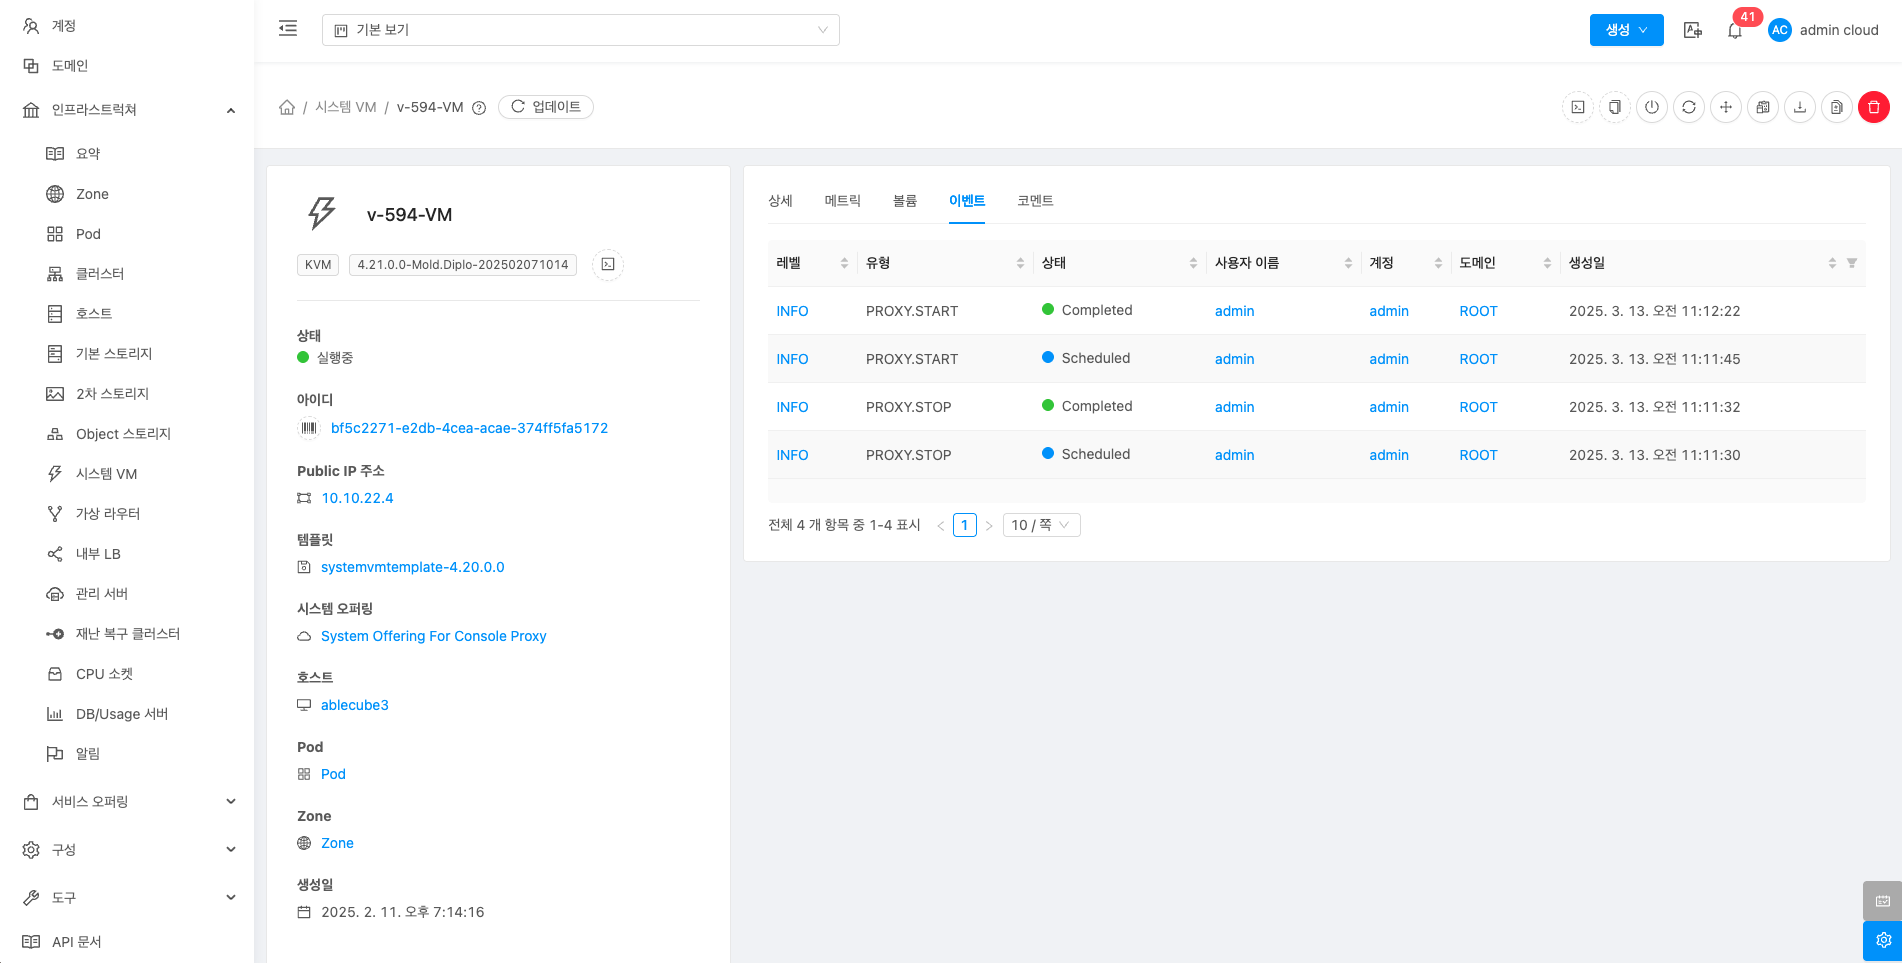 계정
도메인
인프라스트럭쳐
요약
Zone
Pod
클러스터
호스트
기본 스토리지
2차 스토리지
Object 스토리지
시스템 VM
가상 라우터
내부 LB
관리 서버
재난 복구 클러스터
CPU 소켓
DB/Usage 서버
알림
서비스 오퍼링
구성
도구
API 문서
기본 보기
생성
41
AC admin cloud
/ 시스템 VM / v-594-VM 업데이트
v-594-VM
KVM 4.21.0.0-Mold.Diplo-202502071014
상태
실행중
아이디
bf5c2271-e2db-4cea-acae-374ff5fa5172
Public IP 주소
10.10.22.4
템플릿
systemvmtemplate-4.20.0.0
시스템 오퍼링
System Offering For Console Proxy
호스트
ablecube3
Pod
Pod
Zone
Zone
생성일
2025. 2. 11. 오후 7:14:16
상세 메트릭 볼륨 이벤트 코멘트
레벨 유형 상태 사용자 이름 계정 도메인 생성일
INFO PROXY.START Completed admin admin ROOT 2025. 3. 13. 오전 11:12:22
INFO PROXY.START Scheduled admin admin ROOT 2025. 3. 13. 오전 11:11:45
INFO PROXY.STOP Completed admin admin ROOT 2025. 3. 13. 오전 11:11:32
INFO PROXY.STOP Scheduled admin admin ROOT 2025. 3. 13. 오전 11:11:30
전체 4 개 항목 중 1-4 표시 < 1 > 10 / 쪽